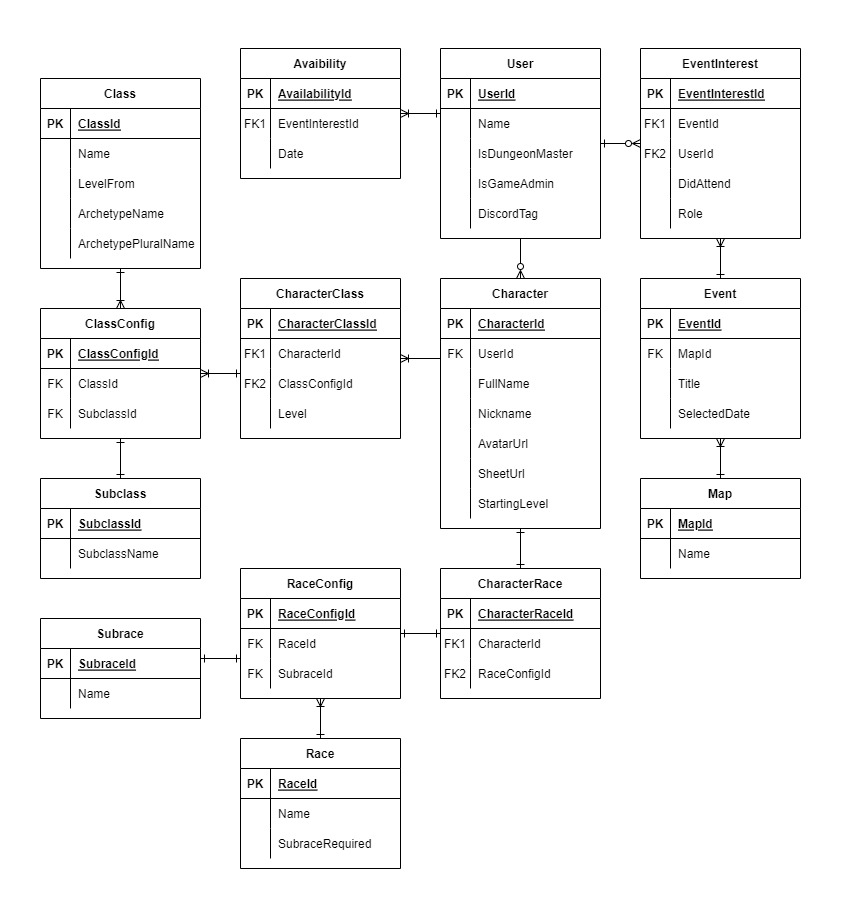 Class
PK ClassId
Name
LevelFrom
ArchetypeName
ArchetypePluralName
Avaibility
PK AvailabilityId
FK1 EventInterestId
Date
User
PK UserId
Name
IsDungeonMaster
IsGameAdmin
DiscordTag
EventInterest
PK EventInterestId
FK1 EventId
FK2 UserId
DidAttend
Role
ClassConfig
PK ClassConfigId
FK ClassId
FK SubclassId
CharacterClass
PK CharacterClassId
FK1 CharacterId
FK2 ClassConfigId
Level
Character
PK CharacterId
FK UserId
FullName
Nickname
AvatarUrl
SheetUrl
StartingLevel
Event
PK EventId
FK MapId
Title
SelectedDate
Subclass
PK SubclassId
SubclassName
Map
PK MapId
Name
Subrace
PK SubraceId
Name
RaceConfig
PK RaceConfigId
FK RaceId
FK SubraceId
CharacterRace
PK CharacterRaceId
FK1 CharacterId
FK2 RaceConfigId
Race
PK RaceId
Name
SubraceRequired